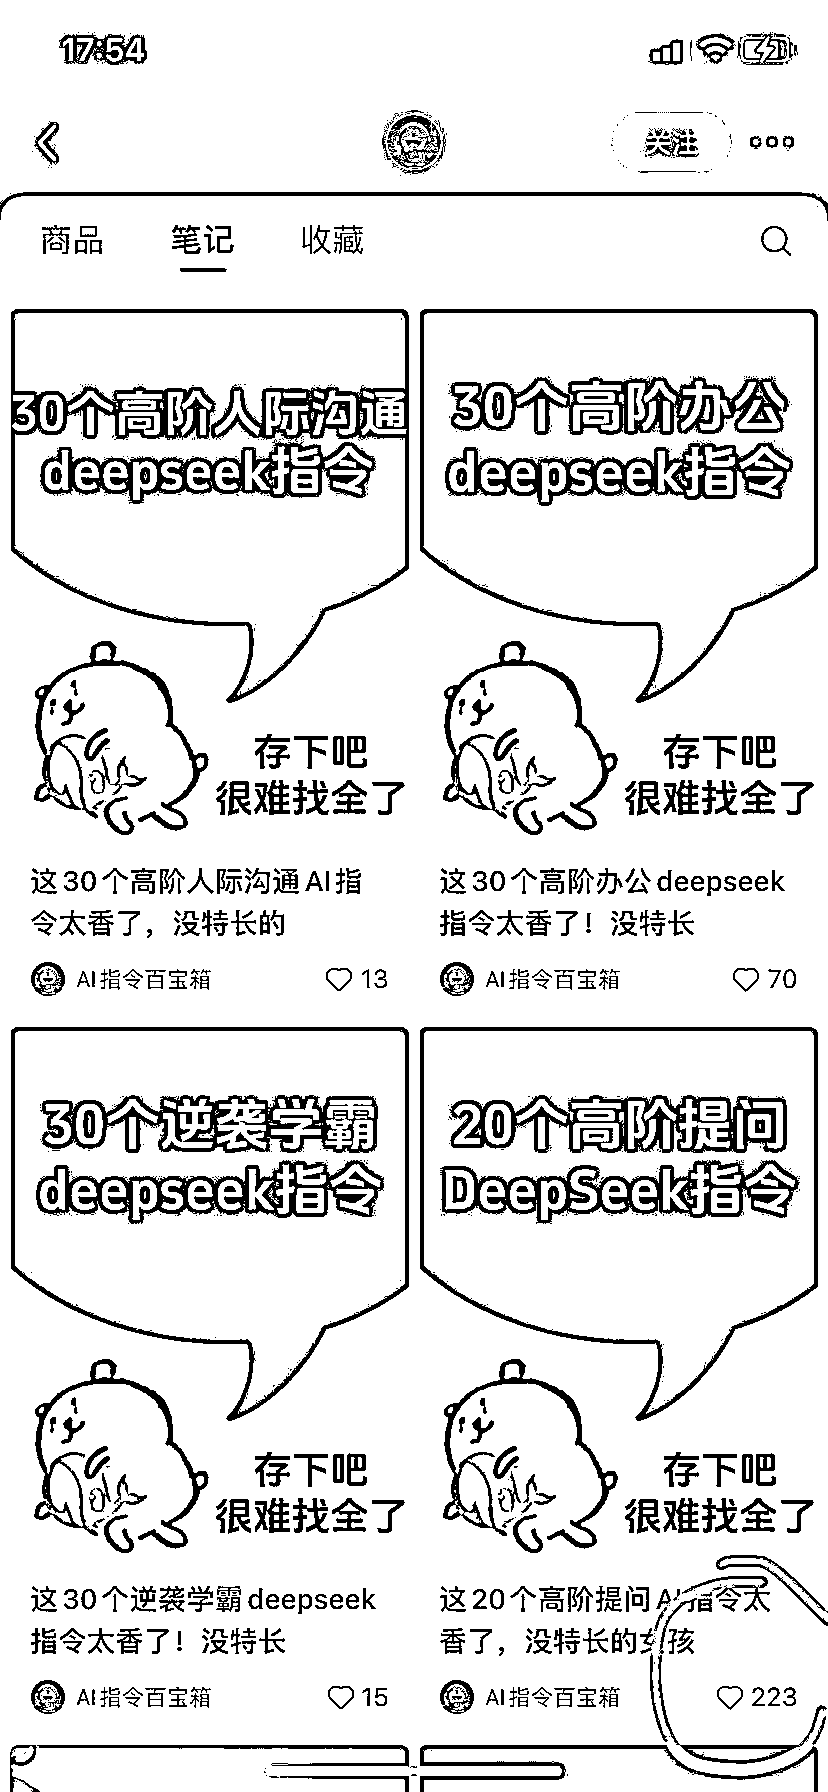 17:54
关注
商品 笔记 收藏
30个高阶人际沟通
deepseek指令
存下吧
很难找全了
这30个高阶人际沟通AI指
令太香了，没特长的
AI指令百宝箱 13
30个高阶办公
deepseek指令
存下吧
很难找全了
这30个高阶办公deepseek
指令太香了！没特长
AI指令百宝箱 70
30个逆袭学霸
deepseek指令
存下吧
很难找全了
这30个逆袭学霸deepseek
指令太香了！没特长
AI指令百宝箱 15
20个高阶提问
DeepSeek指令
存下吧
很难找全了
这20个高阶提问AI指令太
香了，没特长的女孩
AI指令百宝箱 223